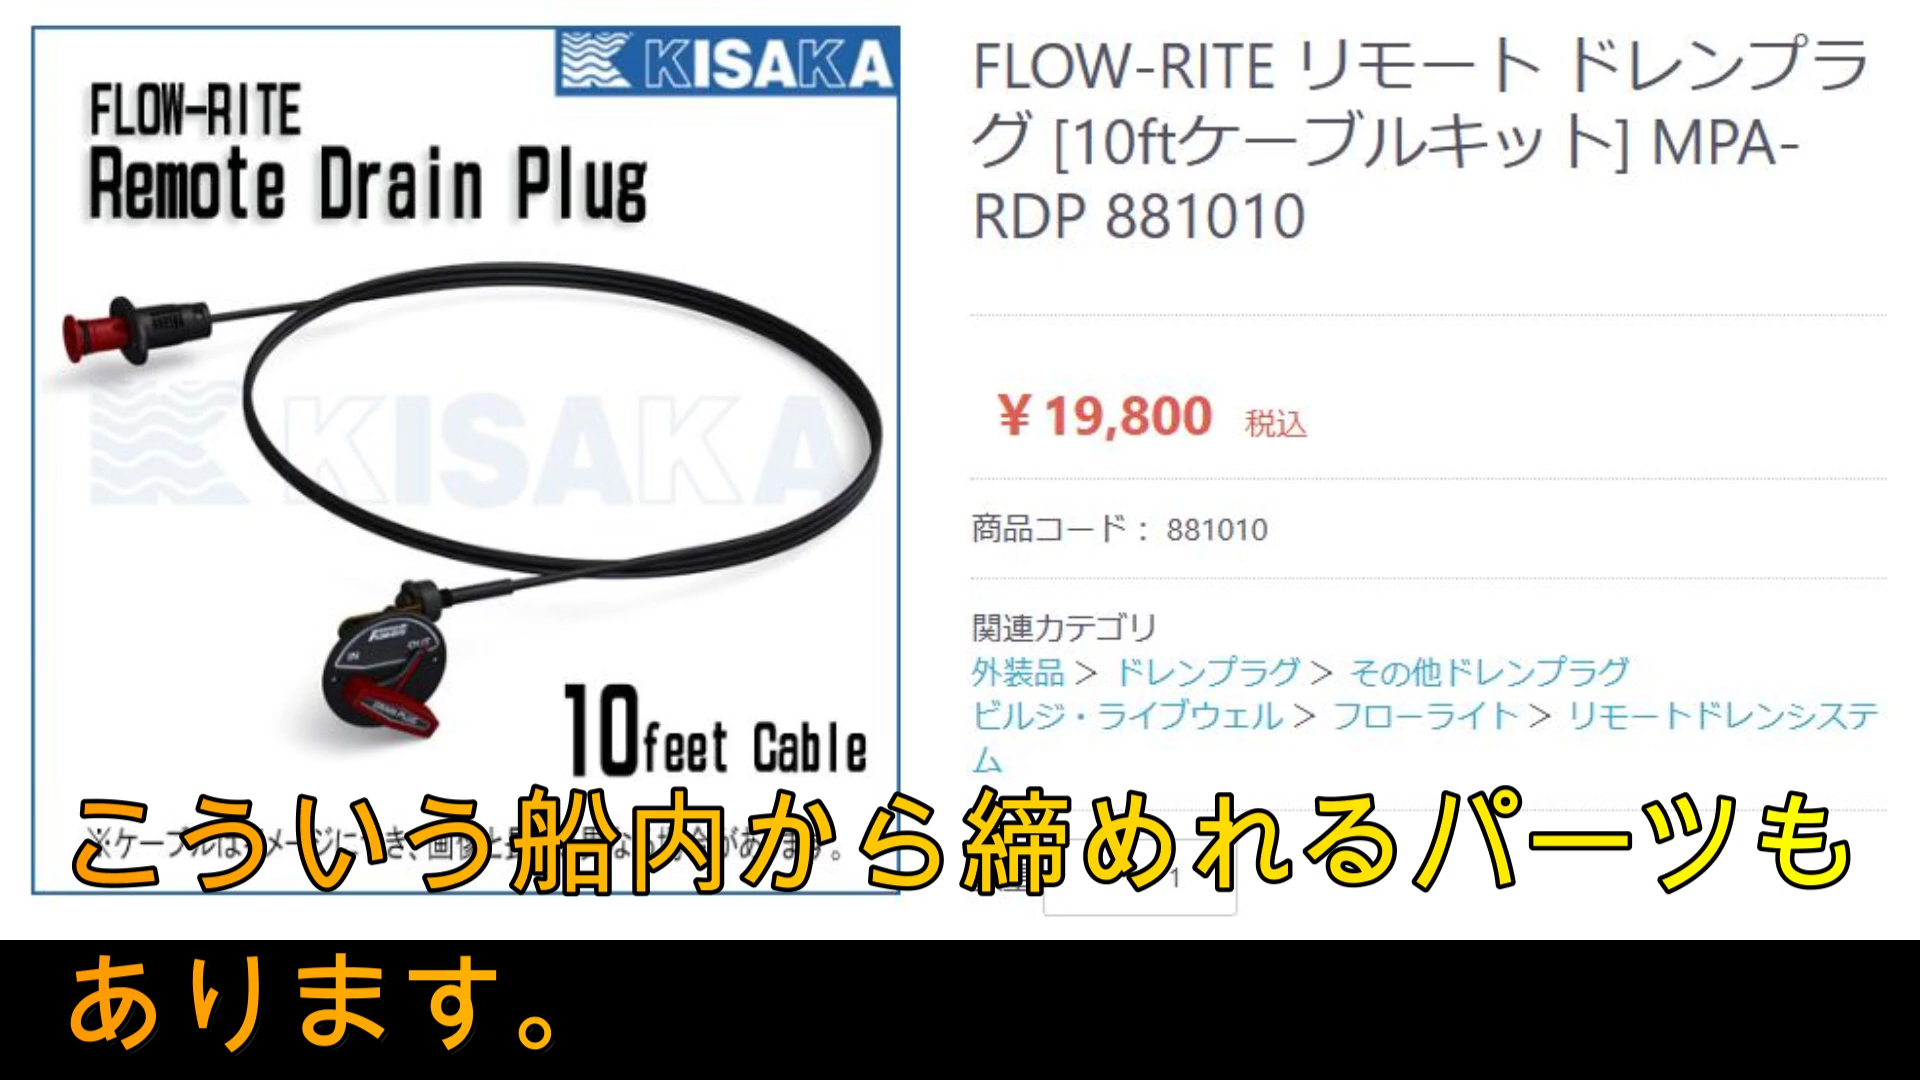 KISAKA
FLOW-RITE
Remote Drain Plug
KISAKA
IN
OUT
DRAIN PLUG
10feet Cable
FLOW-RITE リモート ドレンプラ
グ [10ftケーブルキット] MPA-
RDP 881010
¥ 19,800 税込
商品コード： 881010
関連カテゴリ
外装品 ＞ ドレンプラグ ＞ その他ドレンプラグ
ビルジ・ライブウェル ＞ フローライト ＞ リモートドレンシステ
ム
1
こういう船内から締めれるパーツも
あります。